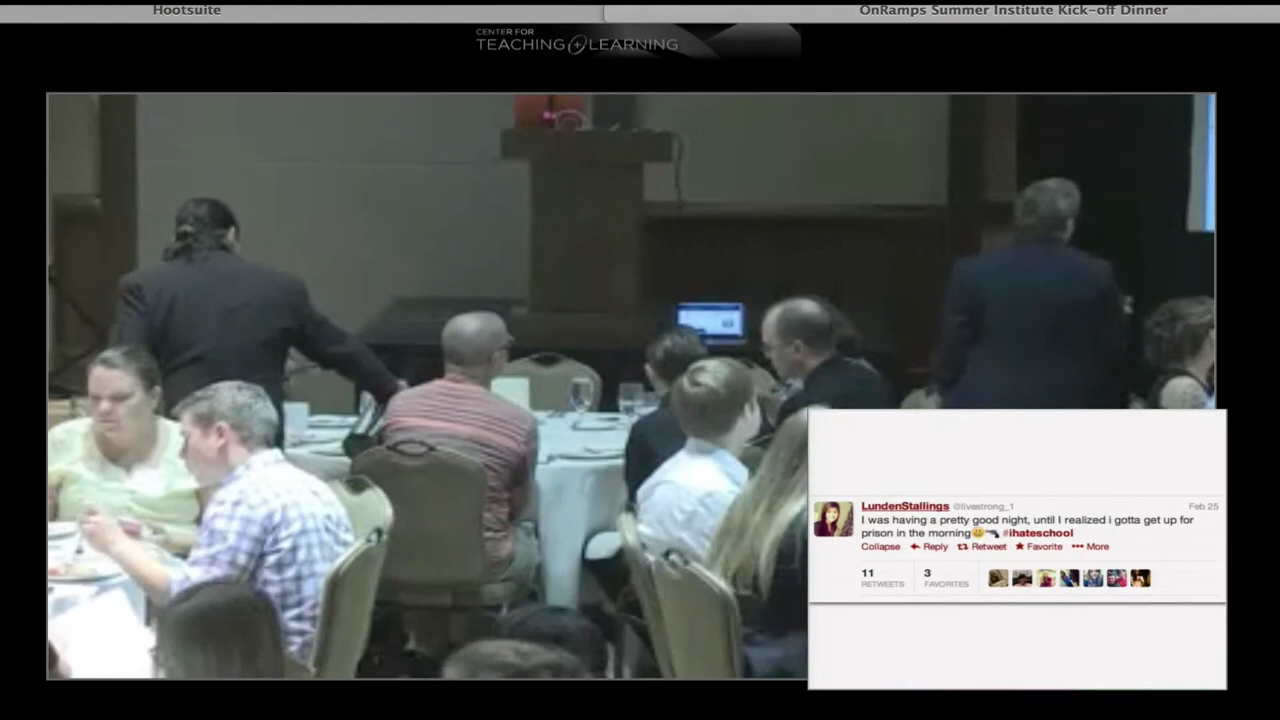 Hootsuite
OnRamps Summer Institute Kick-off Dinner
CENTER FOR
TEACHING + LEARNING
LundenStallings @livestrong_1 Feb 25
I was having a pretty good night, until I realized i gotta get up for
prison in the morning😃🔫 #ihateschool
Collapse Reply Retweet Favorite More
11 3
RETWEETS FAVORITES